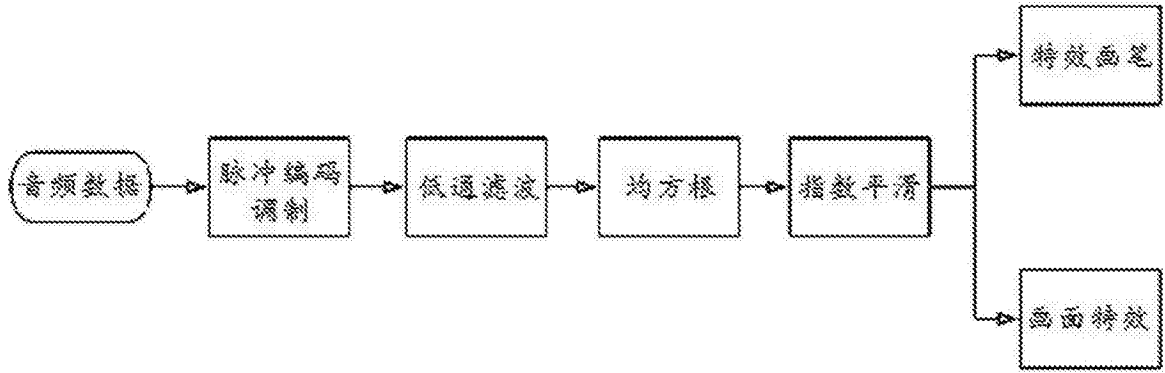 音频数据
脉冲编码
调制
低通滤波
均方根
指数平滑
特效画笔
画面特效